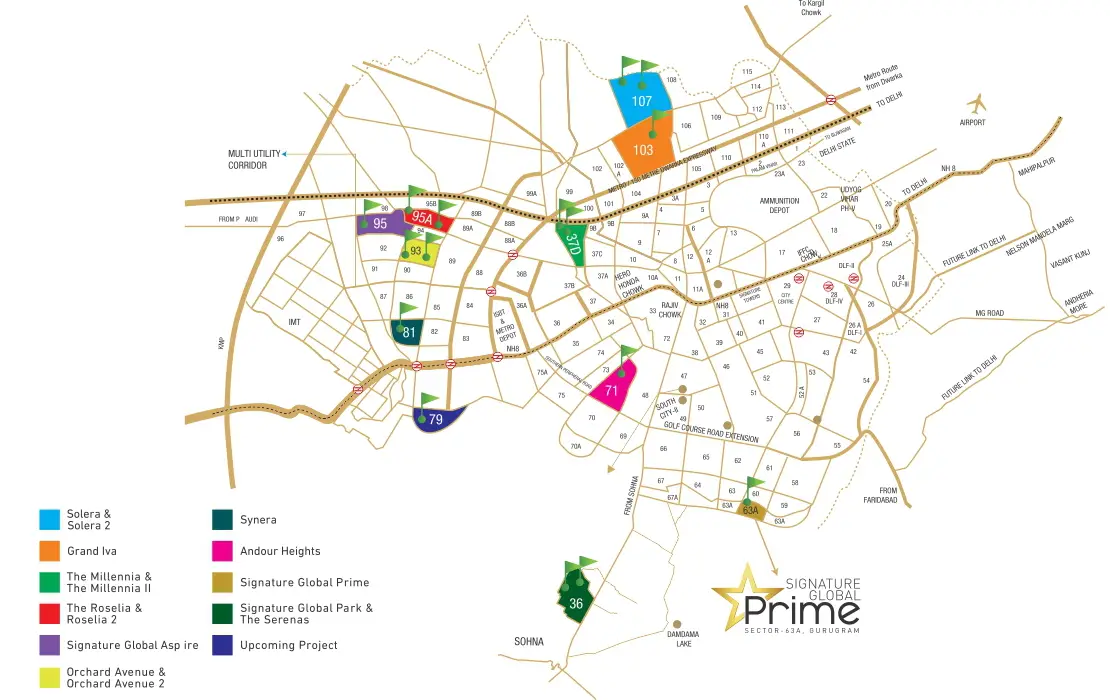 To Kargil
Chowk
Metro Route
from Dwarka
TO DELHI
115
114
113
112
108
107
106
109
111
110
A
110
1
TO GURGAON
DELHI STATE
AIRPORT
MULTI UTILITY
CORRIDOR
103
102
102
A
METRO / 150 METRE DWARKA EXPRESSWAY
105
2
PALAM VIHAR
23
23
3
NH 8
MAHIPALPUR
99A
99
100
101
104
3A
AMMUNITION
DEPOT
22
UDYOG
VIHAR
PH-V
20
TO DELHI
98
95B
95A
95
94
97
FROM P   AUDI
89B
89A
88B
88A
9B
9A
4
5
7
6
13
18
19
NELSON MANDELA MARG
FUTURE LINK TO DELHI
VASANT KUNJ
96
92
93
91
90
89
88
37D
37C
9
8
10
12
12
A
17
IFFCO
CHOWK
25A
DLF-II
24
DLF-III
36B
37A
37B
HERO
HONDA
CHOWK
10A
11
11A
SIGNATURE
TOWERS
29
CITY
CENTRE
28
DLF-IV
26
ANDHERIA
MORE
87
86
85
84
83
82
81
IMT
KMP
36A
ISBT
&
METRO
DEPOT
NH8
37
36
35
34
33
RAJIV
CHOWK
NH8
31
32
40
41
27
26 A
DLF-I
MG ROAD
75A
SOUTHERN PERIPHERAL ROAD
74
73
72
38
39
45
43
42
FUTURE LINK TO DELHI
54
71
75
70
70A
69
48
47
46
52
53
52 A
51
SOUTH
CITY-II
49
50
57
56
55
GOLF COURSE ROAD EXTENSION
79
66
65
62
61
67
67A
64
63
60
58
59
63A
63A
63A
FROM SOHNA
FROM
FARIDABAD
36
SOHNA
DAMDAMA
LAKE
SIGNATURE
GLOBAL
Prime
SECTOR-63A, GURUGRAM
Solera &
Solera 2
Grand Iva
The Millennia &
The Millennia II
The Roselia &
Roselia 2
Signature Global Asp ire
Orchard Avenue &
Orchard Avenue 2
Synera
Andour Heights
Signature Global Prime
Signature Global Park &
The Serenas
Upcoming Project